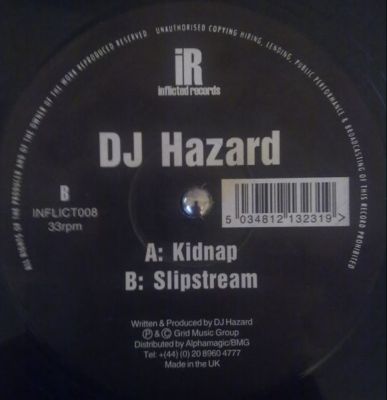 ALL RIGHTS OF THE PRODUCER AND OF THE OWNER OF THE WORK REPRODUCED RESERVED. UNAUTHORISED COPYING HIRING, LENDING, PUBLIC PERFORMANCE & BROADCASTING OF THIS RECORD PROHIBITED
iR
inflicted records
DJ Hazard
B
INFLICT008
33rpm
5 034812 132319 >
A: Kidnap
B: Slipstream
Written & Produced by DJ Hazard
Ⓟ & © Grid Music Group
Distributed by Alphamagic/BMG
Tel: +(44) (0) 20 8960 4777
Made in the UK